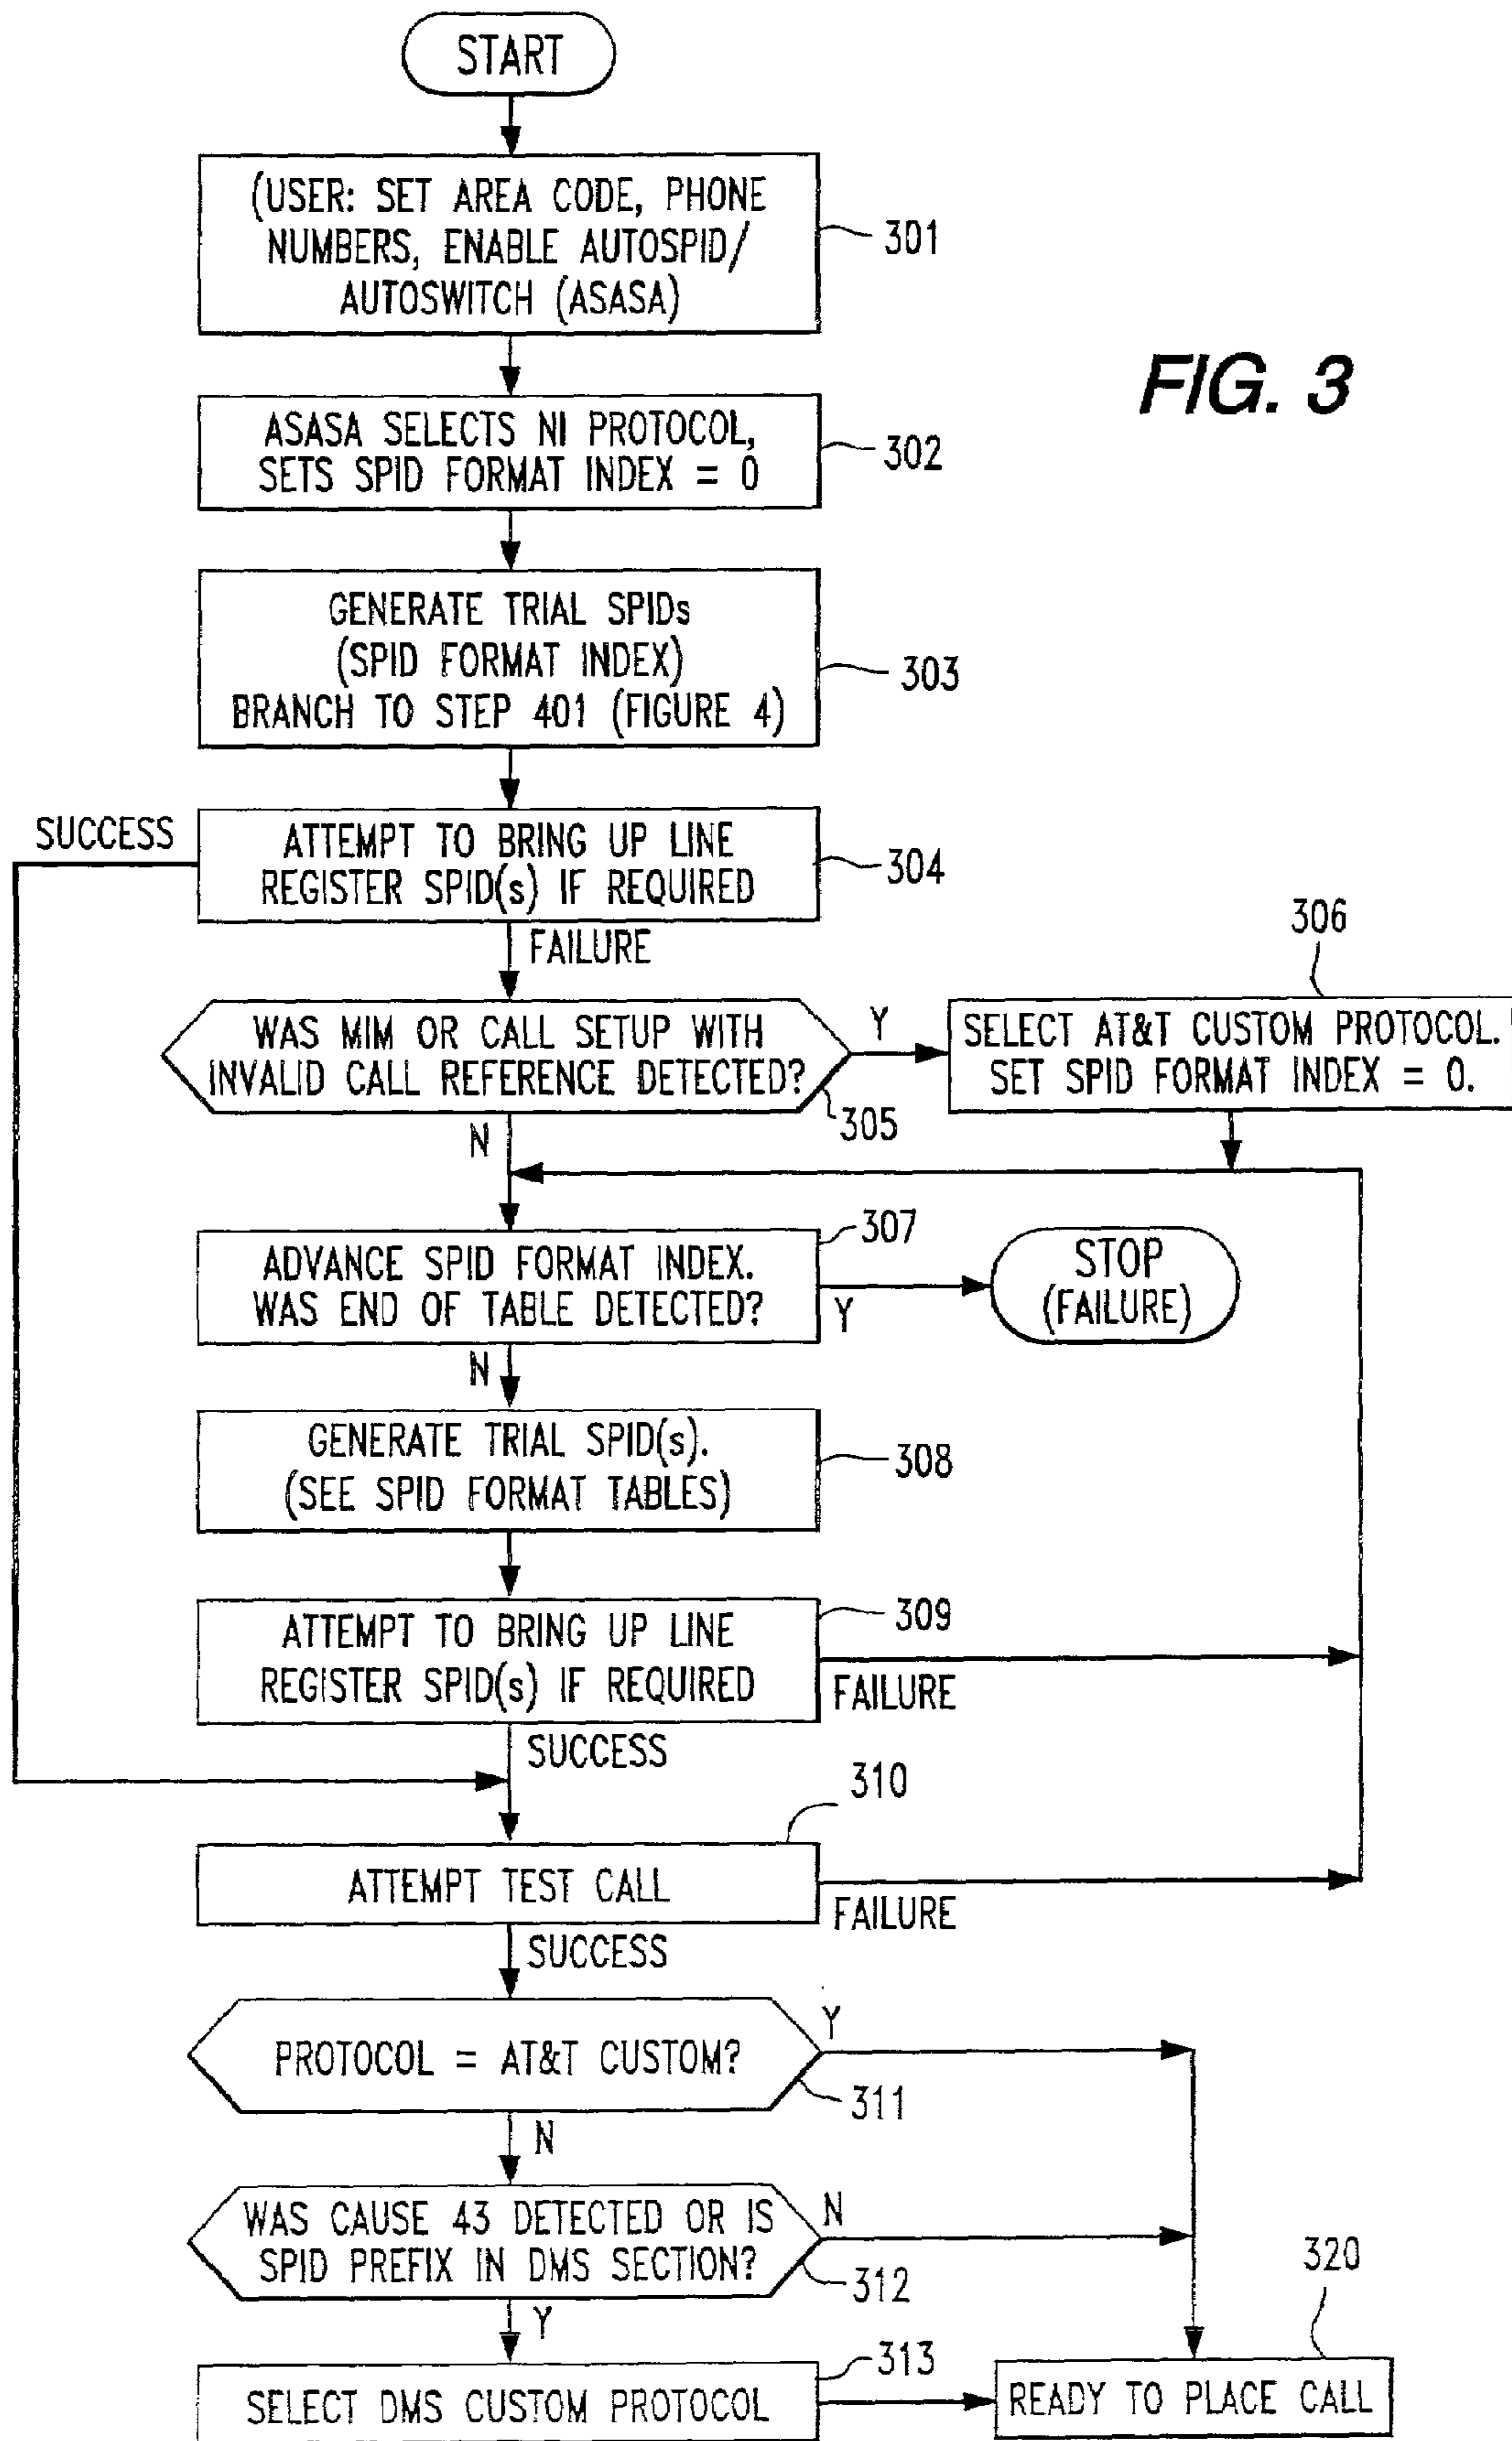 START
(USER: SET AREA CODE, PHONE
NUMBERS, ENABLE AUTOSPID/
AUTOSWITCH (ASASA)
301
FIG. 3
ASASA SELECTS NI PROTOCOL,
SETS SPID FORMAT INDEX = 0
302
GENERATE TRIAL SPIDs
(SPID FORMAT INDEX)
BRANCH TO STEP 401 (FIGURE 4)
303
SUCCESS
ATTEMPT TO BRING UP LINE
REGISTER SPID(s) IF REQUIRED
304
FAILURE
306
WAS MIM OR CALL SETUP WITH
INVALID CALL REFERENCE DETECTED?
305
Y
SELECT AT&T CUSTOM PROTOCOL.
SET SPID FORMAT INDEX = 0.
N
307
ADVANCE SPID FORMAT INDEX.
WAS END OF TABLE DETECTED?
Y
STOP
(FAILURE)
N
GENERATE TRIAL SPID(s).
(SEE SPID FORMAT TABLES)
308
ATTEMPT TO BRING UP LINE
REGISTER SPID(s) IF REQUIRED
309
FAILURE
SUCCESS
310
ATTEMPT TEST CALL
FAILURE
SUCCESS
PROTOCOL = AT&T CUSTOM?
Y
311
N
WAS CAUSE 43 DETECTED OR IS
SPID PREFIX IN DMS SECTION?
N
312
Y
320
313
SELECT DMS CUSTOM PROTOCOL
READY TO PLACE CALL